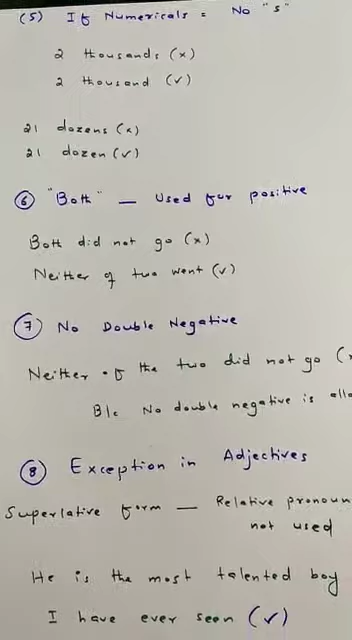 (5) If Numericals = No "s"
2 thousands (x)
2 thousand (✓)
21 dozens (x)
21 dozen (✓)
⑥ "Both" — Used for positive
Both did not go (x)
Neither of two went (✓)
⑦ No Double Negative
Neither of the two did not go (x
B/c No double negative is allo
⑧ Exception in Adjectives
Superlative form — Relative pronoun
not used
He is the most talented boy
I have ever seen (✓)